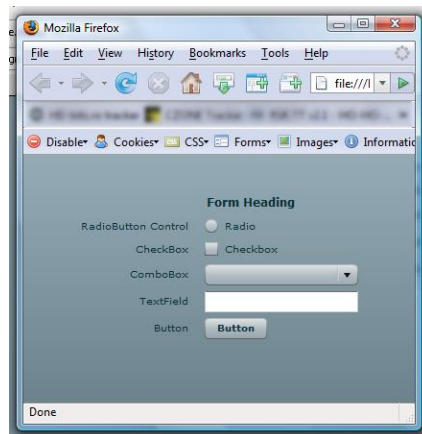 Mozilla Firefox
File Edit View History Bookmarks Tools Help
file:///
Disable CSS Cookies Forms Images
Form Heading
RadioButton Control Radio
CheckBox Checkbox
ComboBox
TextField
Button Button
Done